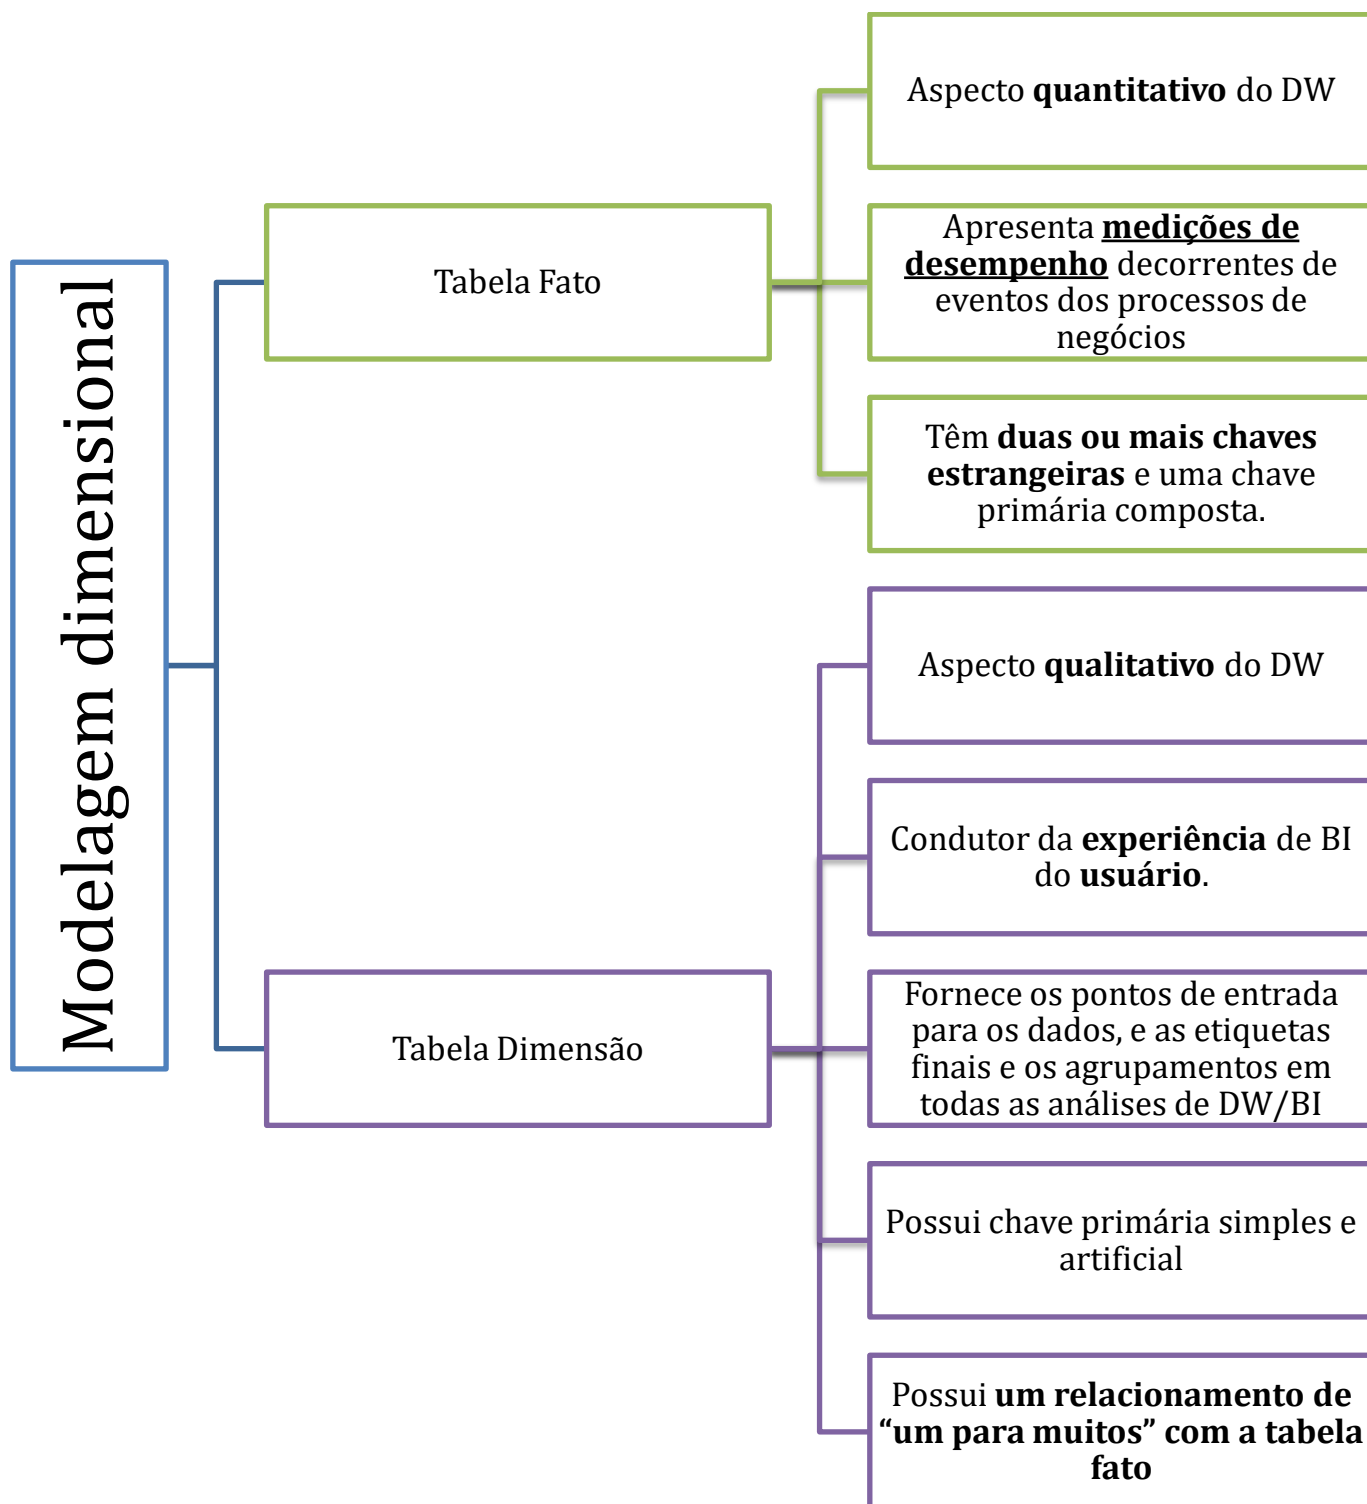 Modelagem dimensional
Tabela Fato
Aspecto quantitativo do DW
Apresenta medições de
desempenho decorrentes de
eventos dos processos de
negócios
Têm duas ou mais chaves
estrangeiras e uma chave
primária composta.
Tabela Dimensão
Aspecto qualitativo do DW
Condutor da experiência de BI
do usuário.
Fornece os pontos de entrada
para os dados, e as etiquetas
finais e os agrupamentos em
todas as análises de DW/BI
Possui chave primária simples e
artificial
Possui um relacionamento de
“um para muitos” com a tabela
fato